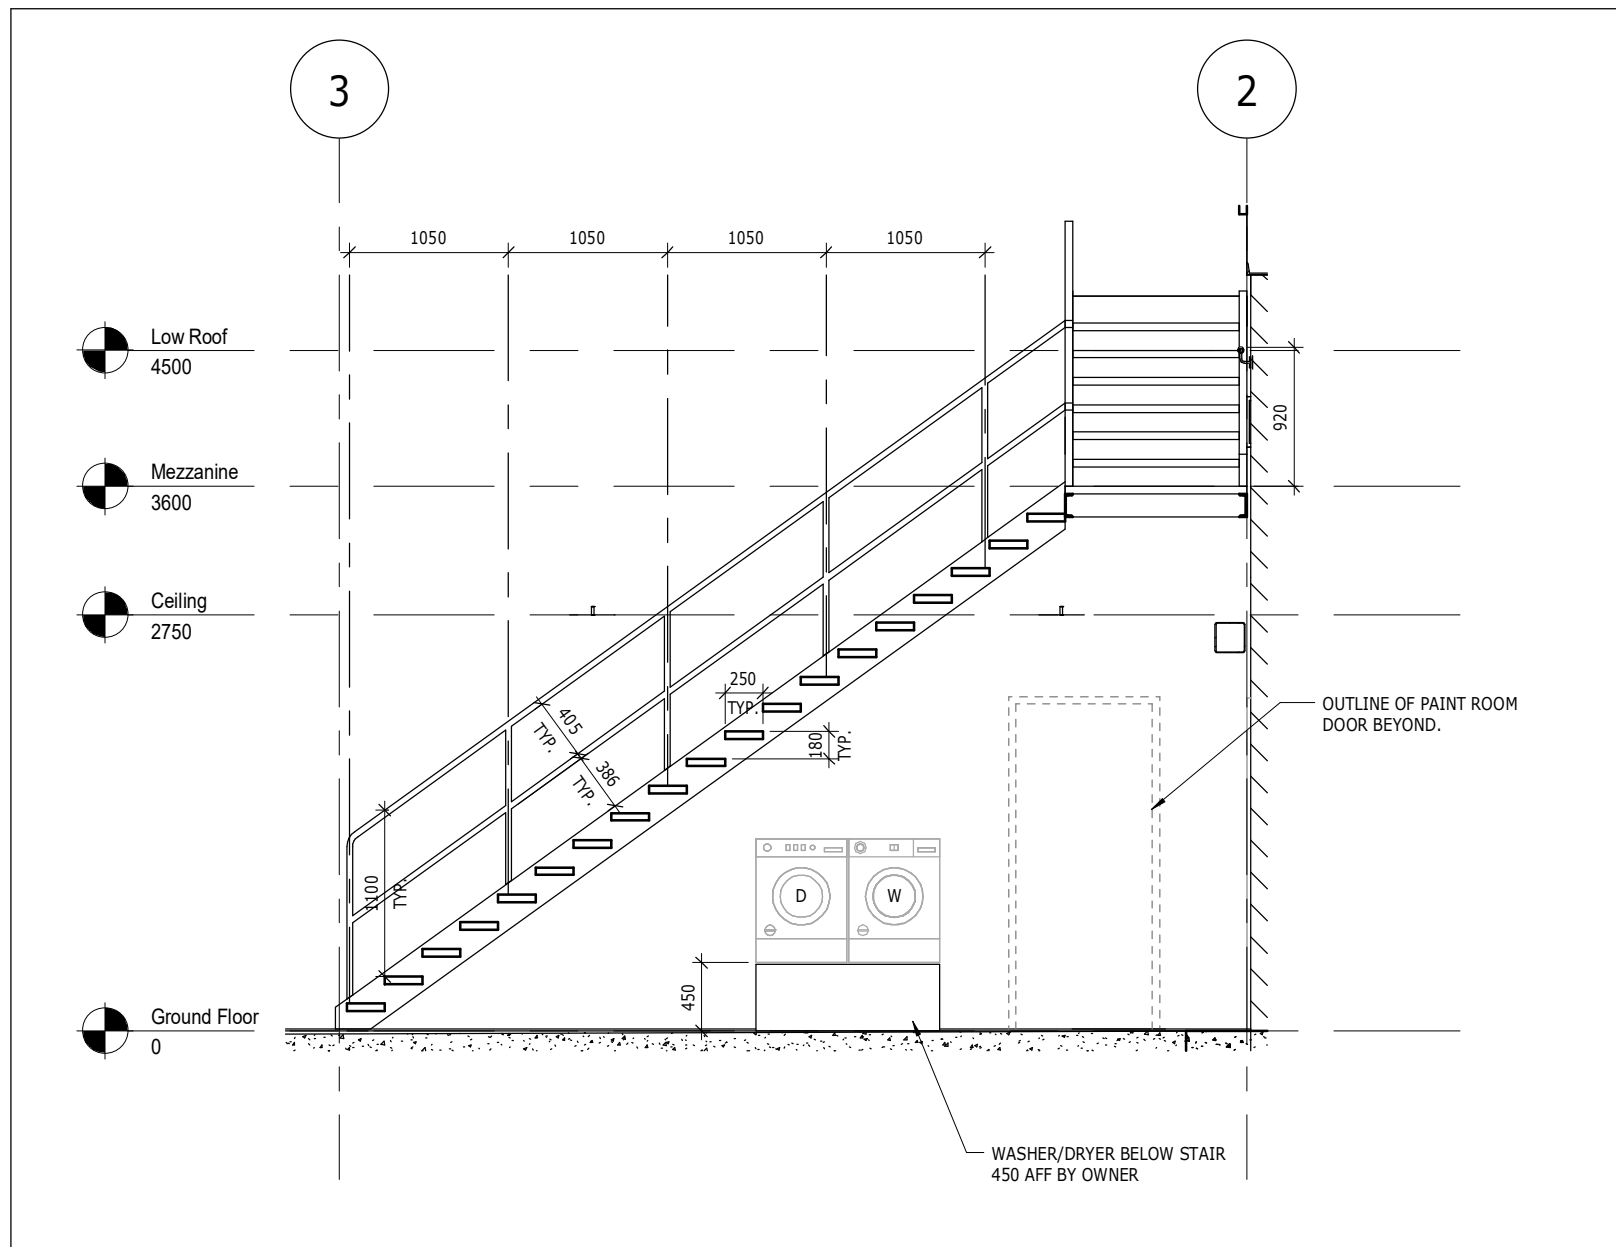 3
2
1050
1050
1050
1050
Low Roof
4500
Mezzanine
3600
Ceiling
2750
Ground Floor
0
920
250
TYP.
180
TYP.
405
TYP.
386
TYP.
1100
TYP.
450
D
W
OUTLINE OF PAINT ROOM
DOOR BEYOND.
WASHER/DRYER BELOW STAIR
450 AFF BY OWNER